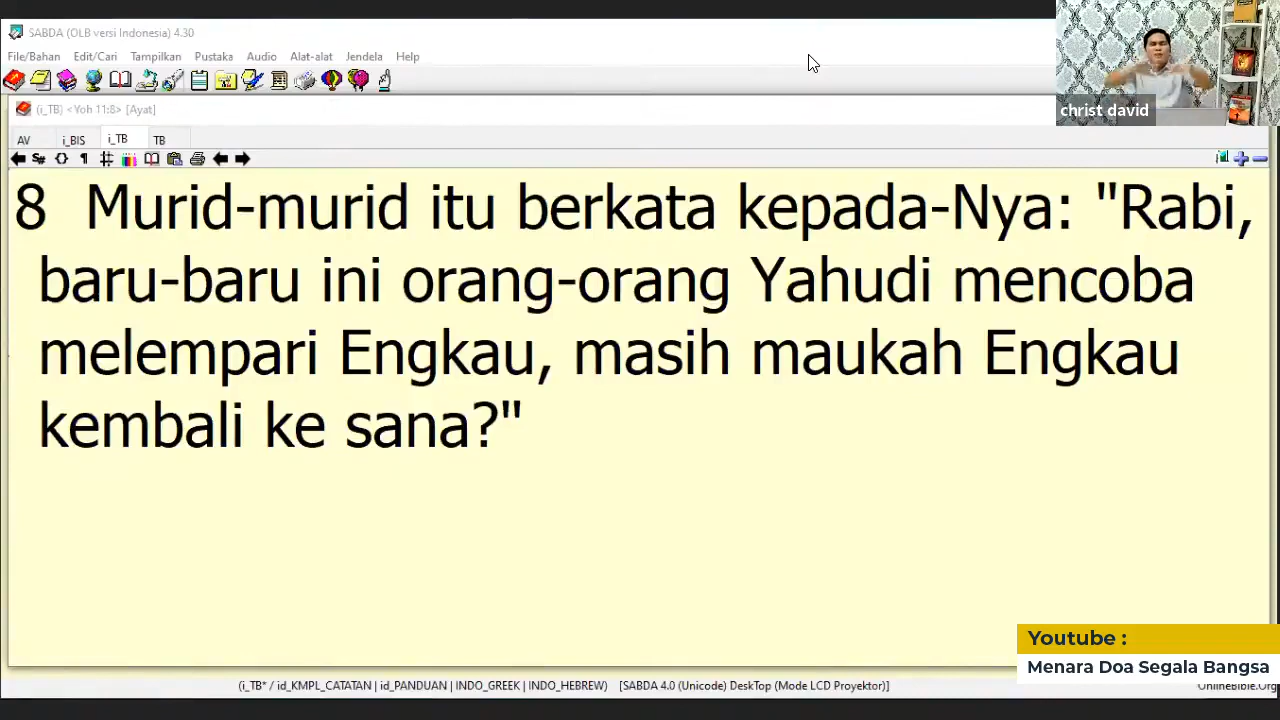 SABDA (OLB versi Indonesia) 4.30
File/Bahan Edit/Cari Tampilkan Pustaka Audio Alat-alat Jendela Help
christ david
(i_TB) <Yoh 11:8> [Ayat]
AV i_BIS i_TB TB
8 Murid-murid itu berkata kepada-Nya: "Rabi,
baru-baru ini orang-orang Yahudi mencoba
melempari Engkau, masih maukah Engkau
kembali ke sana?"
Youtube :
Menara Doa Segala Bangsa
(i_TB* / id_KMPL_CATATAN | id_PANDUAN | INDO_GREEK | INDO_HEBREW) [SABDA 4.0 (Unicode) DeskTop (Mode LCD Proyektor)]
OnlineBible.Org